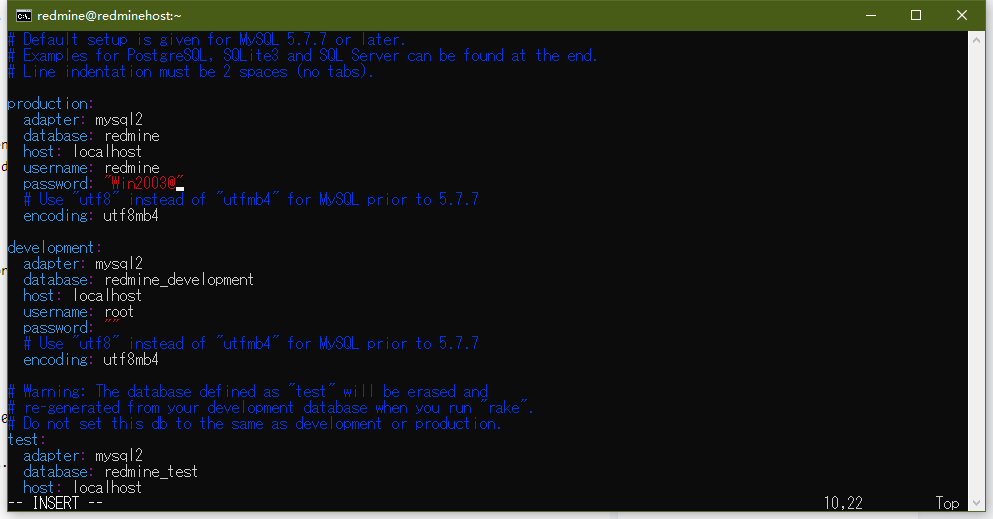 redmine@redminehost:~
# Default setup is given for MySQL 5.7.7 or later.
# Examples for PostgreSQL, SQLite3 and SQL Server can be found at the end.
# Line indentation must be 2 spaces (no tabs).
production:
adapter: mysql2
database: redmine
host: localhost
username: redmine
password: "Win2003@"
# Use "utf8" instead of "utfmb4" for MySQL prior to 5.7.7
encoding: utf8mb4
development:
adapter: mysql2
database: redmine_development
host: localhost
username: root
password: ""
# Use "utf8" instead of "utfmb4" for MySQL prior to 5.7.7
encoding: utf8mb4
# Warning: The database defined as "test" will be erased and
# re-generated from your development database when you run "rake".
# Do not set this db to the same as development or production.
test:
adapter: mysql2
database: redmine_test
host: localhost
-- INSERT -- 10,22 Top